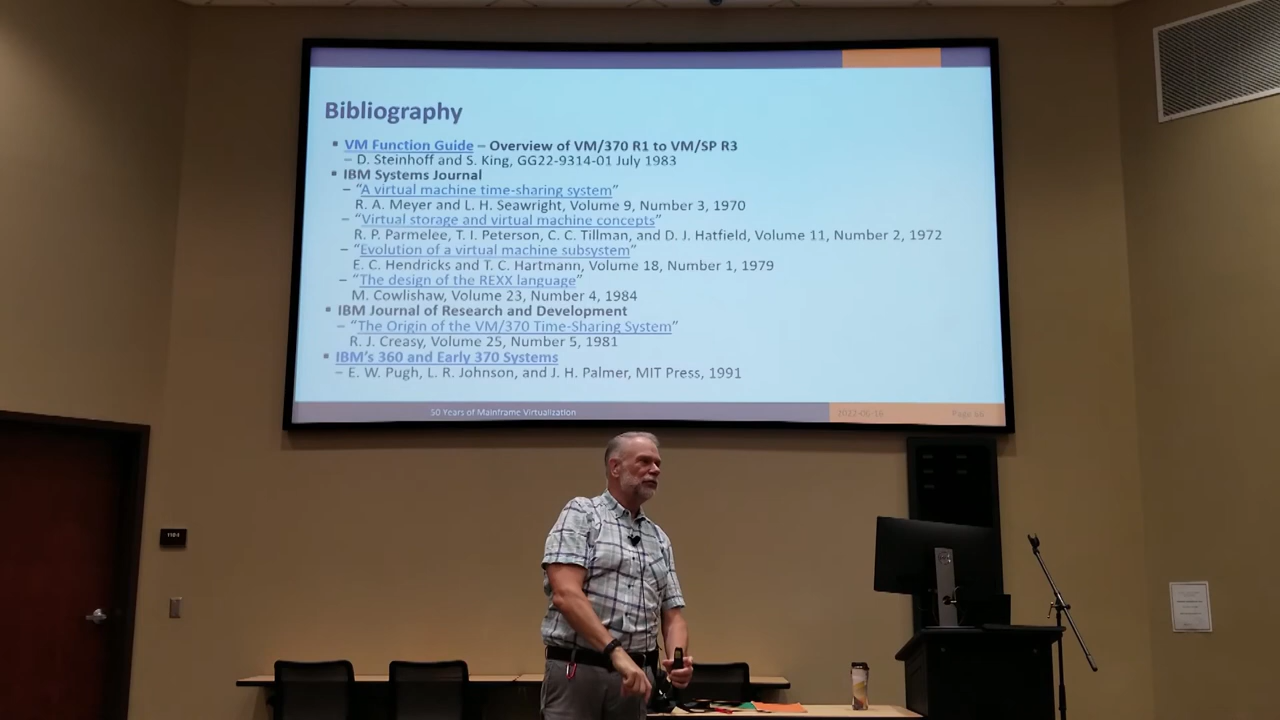 Bibliography
▪ VM Function Guide – Overview of VM/370 R1 to VM/SP R3
– D. Steinhoff and S. King, GG22-9314-01 July 1983
▪ IBM Systems Journal
– “A virtual machine time-sharing system”
R. A. Meyer and L. H. Seawright, Volume 9, Number 3, 1970
– “Virtual storage and virtual machine concepts”
R. P. Parmelee, T. I. Peterson, C. C. Tillman, and D. J. Hatfield, Volume 11, Number 2, 1972
– “Evolution of a virtual machine subsystem”
E. C. Hendricks and T. C. Hartmann, Volume 18, Number 1, 1979
– “The design of the REXX language”
M. Cowlishaw, Volume 23, Number 4, 1984
▪ IBM Journal of Research and Development
– “The Origin of the VM/370 Time-Sharing System”
R. J. Creasy, Volume 25, Number 5, 1981
▪ IBM’s 360 and Early 370 Systems
– E. W. Pugh, L. R. Johnson, and J. H. Palmer, MIT Press, 1991
50 Years of Mainframe Virtualization
2022-06-16
Page